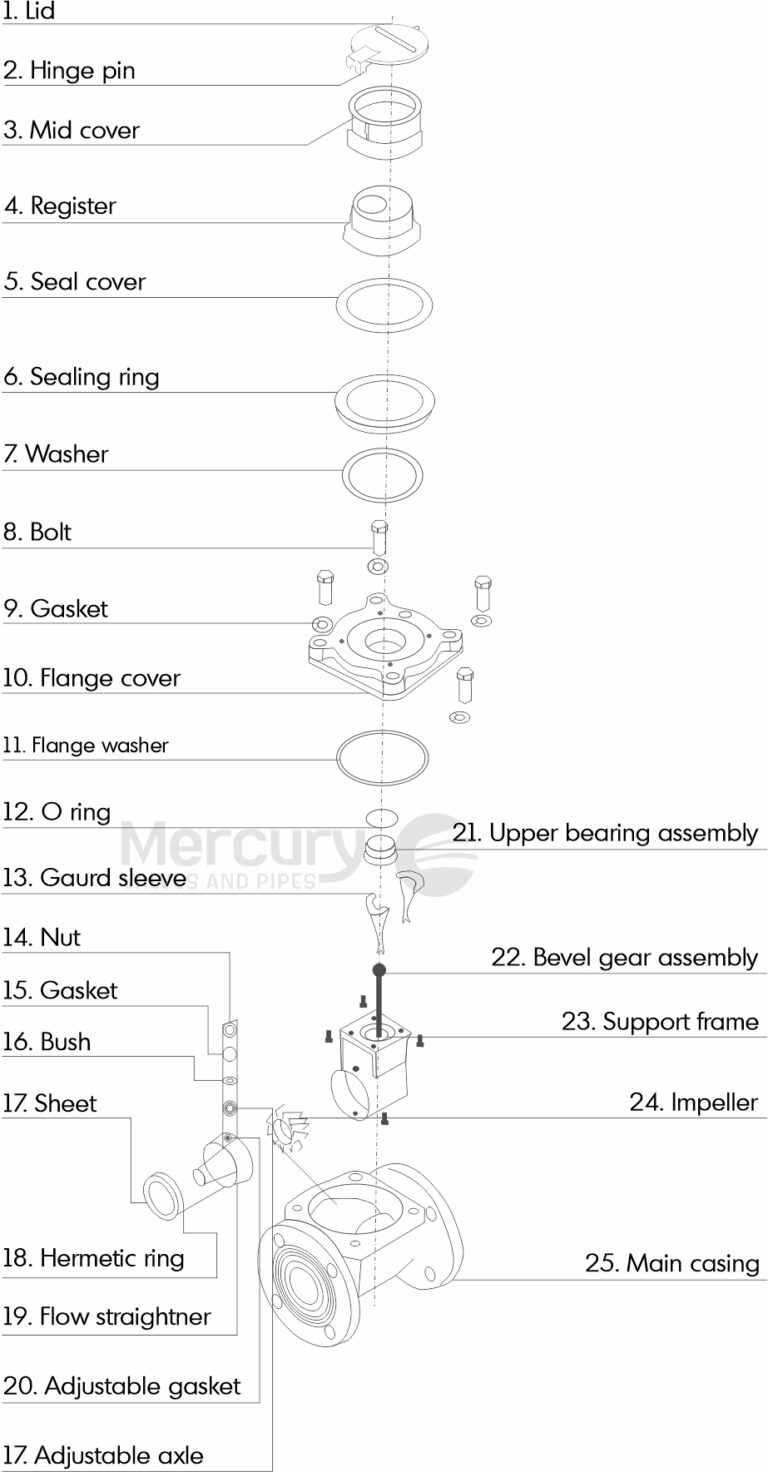 1. Lid
2. Hinge pin
3. Mid cover
4. Register
5. Seal cover
6. Sealing ring
7. Washer
8. Bolt
9. Gasket
10. Flange cover
11. Flange washer
12. O ring
Mercury
21. Upper bearing assembly
13. Gaurd sleeve
AND PIPES
14. Nut
22. Bevel gear assembly
15. Gasket
23. Support frame
16. Bush
17. Sheet
24. Impeller
18. Hermetic ring
25. Main casing
19. Flow straightner
20. Adjustable gasket
17. Adjustable axle